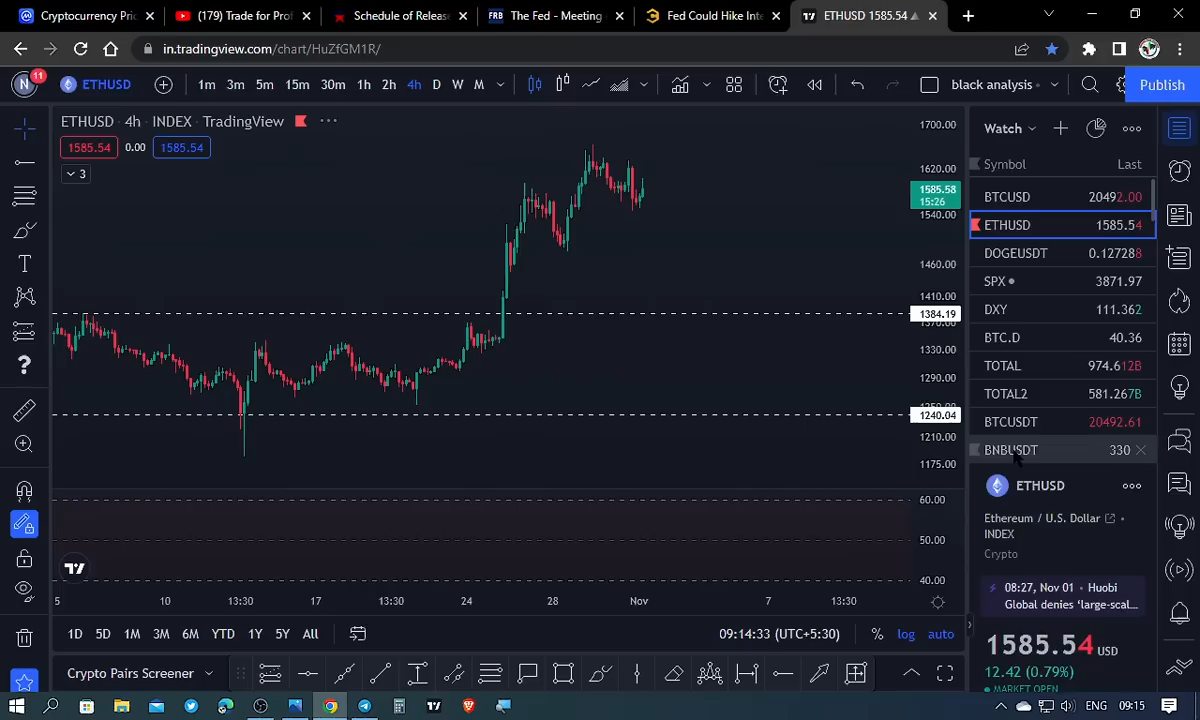 Cryptocurrency Pric
(179) Trade for Prof
Schedule of Release
FRB The Fed - Meeting
Fed Could Hike Inte
ETHUSD 1585.54 ▲
in.tradingview.com/chart/HuZfGM1R/
N 11 ETHUSD 1m 3m 5m 15m 30m 1h 2h 4h D W M black analysis Publish
ETHUSD · 4h · INDEX · TradingView
1585.54 0.00 1585.54
3
1700.00
1620.00
1585.58
15:26
1540.00
1460.00
1410.00
1384.19
1370.00
1330.00
1290.00
1240.04
1210.00
1175.00
60.00
50.00
40.00
5 10 13:30 17 13:30 24 28 Nov 7 13:30
1D 5D 1M 3M 6M YTD 1Y 5Y All 09:14:33 (UTC+5:30) % log auto
Crypto Pairs Screener
Watch
Symbol Last
BTCUSD 20492.00
ETHUSD 1585.54
DOGEUSDT 0.127288
SPX 3871.97
DXY 111.362
BTC.D 40.36
TOTAL 974.612B
TOTAL2 581.267B
BTCUSDT 20492.61
BNBUSDT 330
ETHUSD
Ethereum / U.S. Dollar
INDEX
Crypto
08:27, Nov 01 · Huobi
Global denies ‘large-scal...
1585.54 USD
12.42 (0.79%)
MARKET OPEN
ENG 09:15